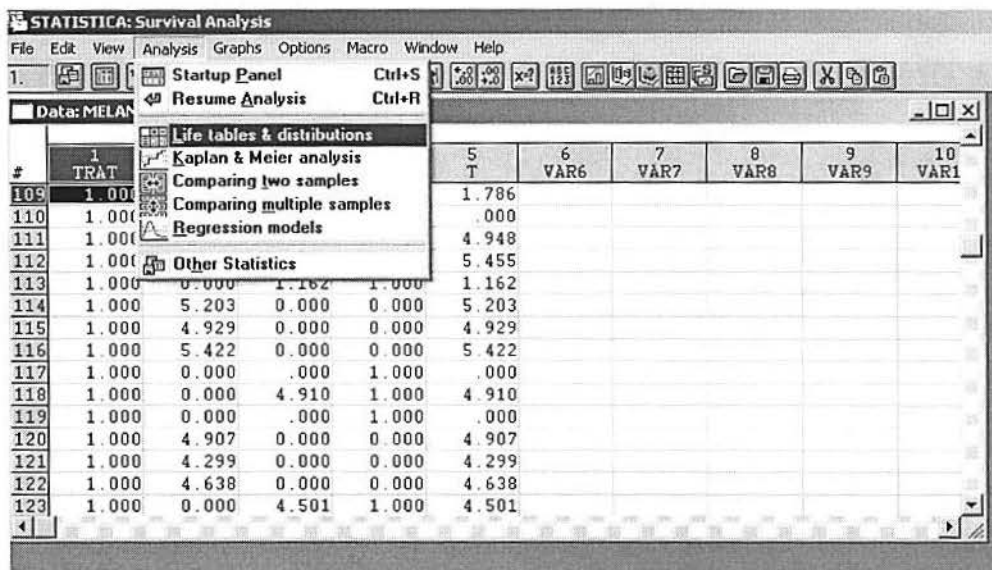 STATISTICA: Survival Analysis
File Edit View Analysis Graphs Options Macro Window Help
1.
Startup Panel Ctrl+S
Resume Analysis Ctrl+R
Life tables & distributions
Kaplan & Meier analysis
Comparing two samples
Comparing multiple samples
Regression models
Other Statistics
Data: MELAN
# 1 TRAT 5 T 6 VAR6 7 VAR7 8 VAR8 9 VAR9 10 VAR1
109 1.000 1.786
110 1.000 .000
111 1.000 4.948
112 1.000 5.455
113 1.000 0.000 1.162 1.000 1.162
114 1.000 5.203 0.000 0.000 5.203
115 1.000 4.929 0.000 0.000 4.929
116 1.000 5.422 0.000 0.000 5.422
117 1.000 0.000 .000 1.000 .000
118 1.000 0.000 4.910 1.000 4.910
119 1.000 0.000 .000 1.000 .000
120 1.000 4.907 0.000 0.000 4.907
121 1.000 4.299 0.000 0.000 4.299
122 1.000 4.638 0.000 0.000 4.638
123 1.000 0.000 4.501 1.000 4.501